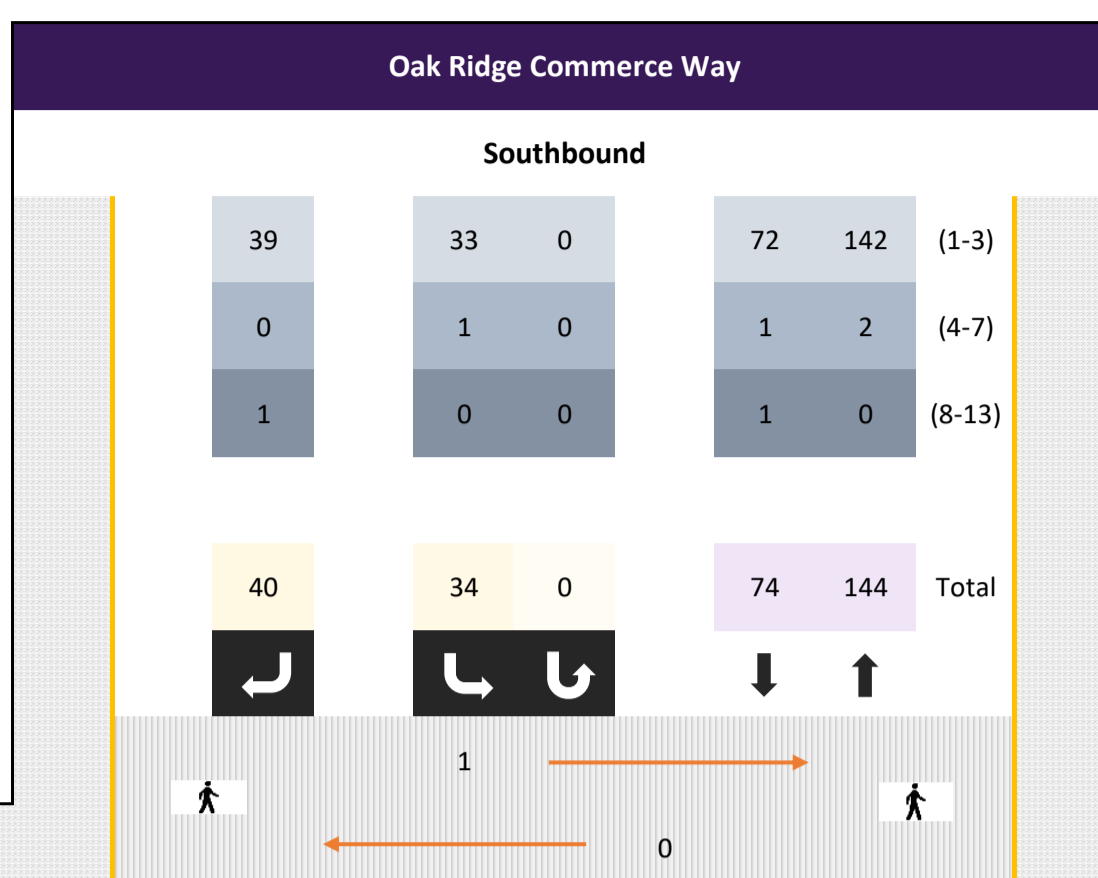 Oak Ridge Commerce Way
Southbound
39 33 0 72 142 (1-3)
0 1 0 1 2 (4-7)
1 0 0 1 0 (8-13)
40 34 0 74 144 Total
1
0